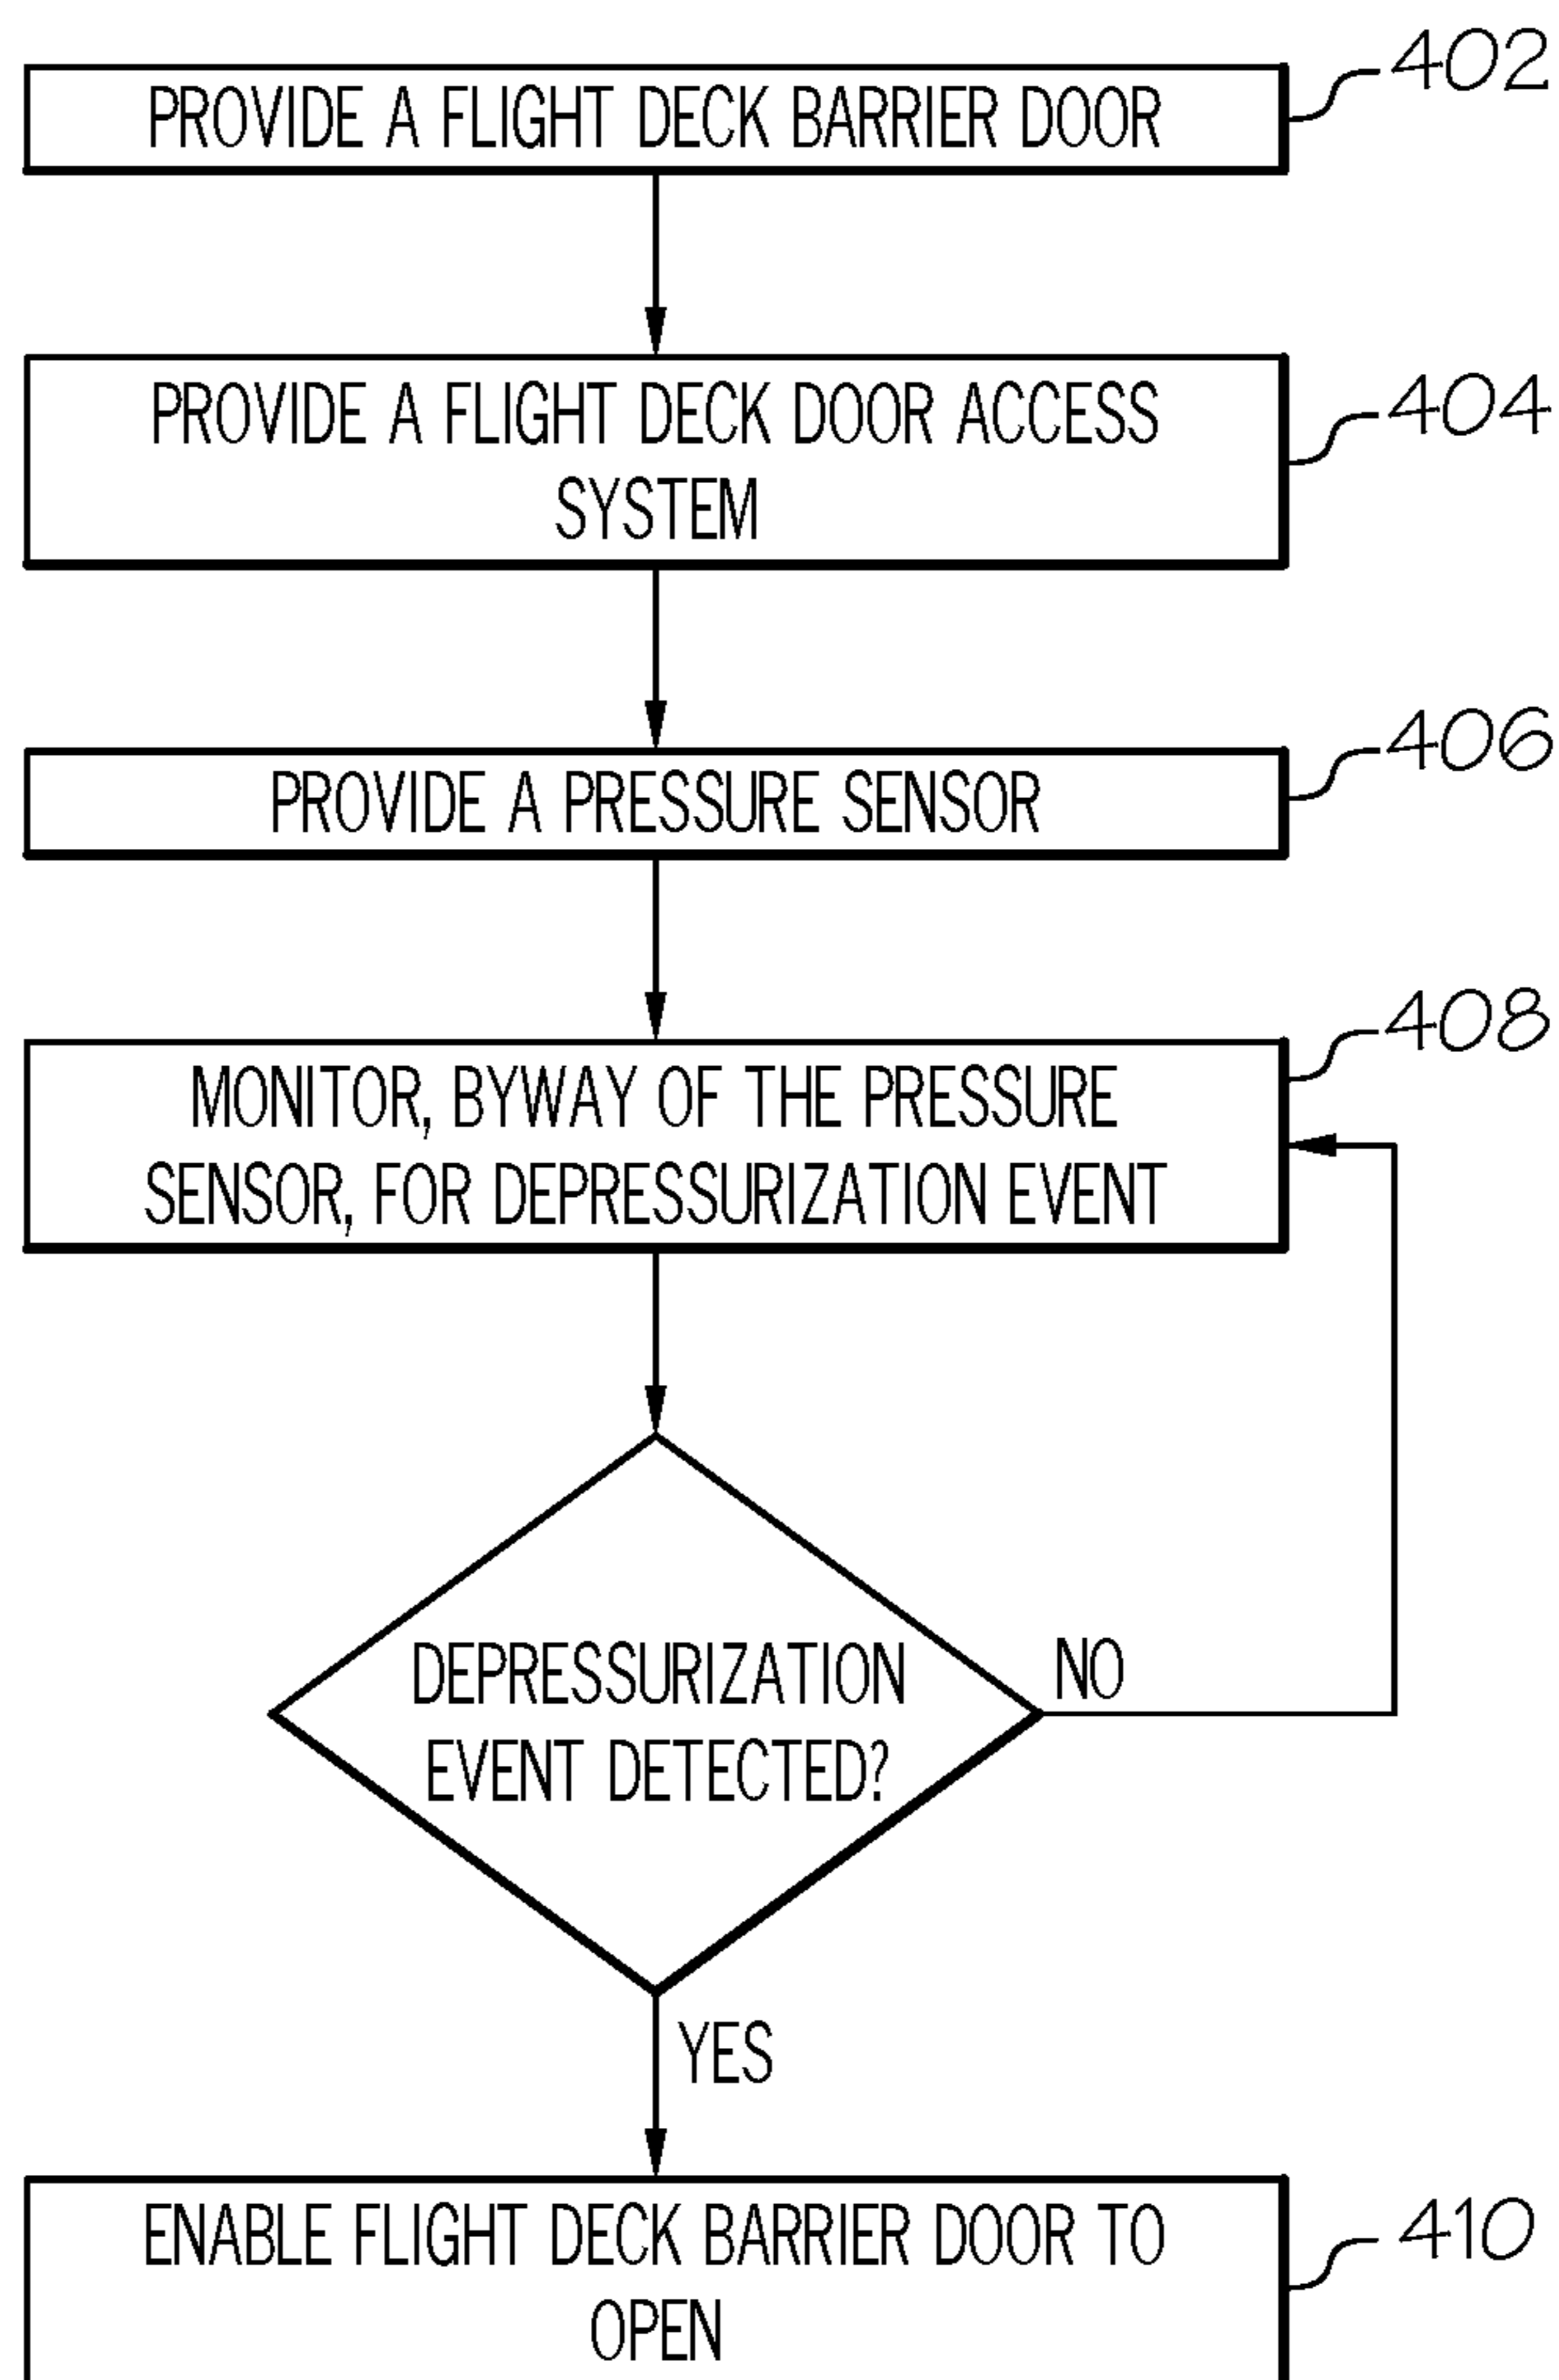 402
PROVIDE A FLIGHT DECK BARRIER DOOR
404
PROVIDE A FLIGHT DECK DOOR ACCESS
SYSTEM
406
PROVIDE A PRESSURE SENSOR
408
MONITOR, BYWAY OF THE PRESSURE
SENSOR, FOR DEPRESSURIZATION EVENT
DEPRESSURIZATION
EVENT DETECTED?
NO
YES
410
ENABLE FLIGHT DECK BARRIER DOOR TO
OPEN